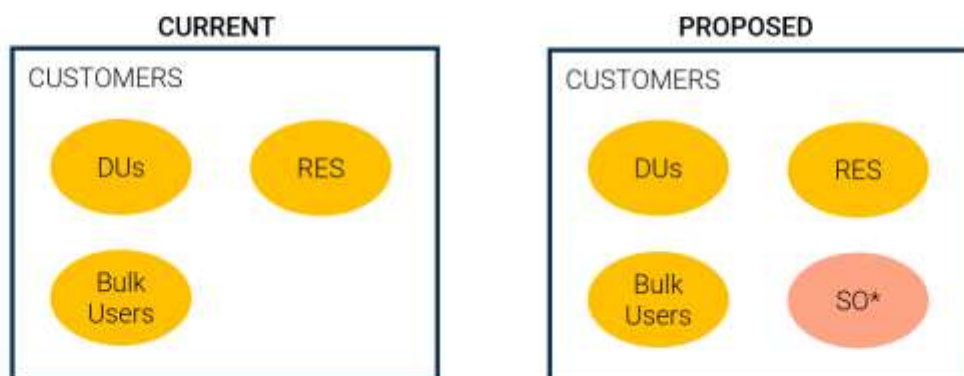 CURRENT
CUSTOMERS
DUs
RES
Bulk
Users
PROPOSED
CUSTOMERS
DUs
RES
Bulk
Users
SO*